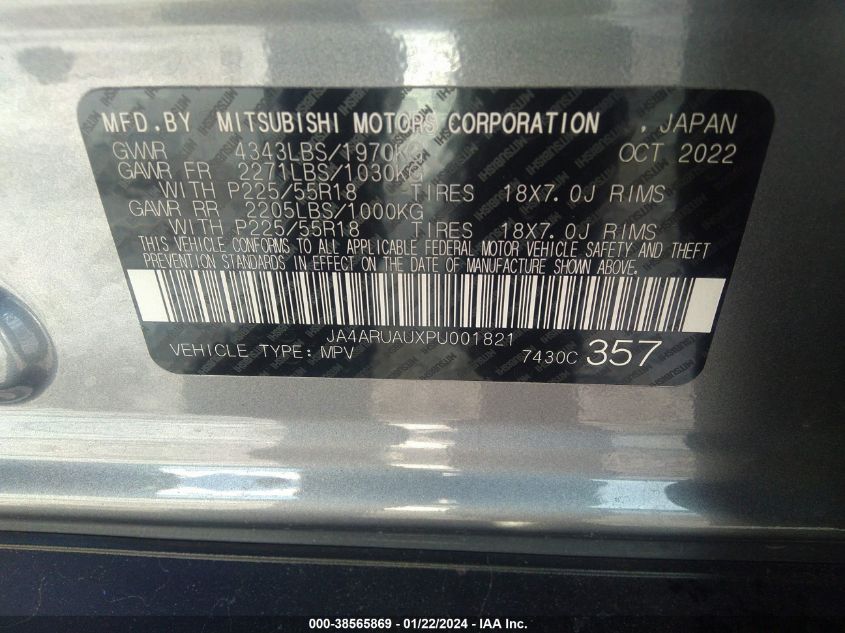 MFD.BY MITSUBISHI MOTORS CORPORATION , JAPAN
GVWR 4343LBS/1970KG OCT 2022
GAWR FR 2271LBS/1030KG
WITH P225/55R18 TIRES 18X7.0J RIMS
GAWR RR 2205LBS/1000KG
WITH P225/55R18 TIRES 18X7.0J RIMS
THIS VEHICLE CONFORMS TO ALL APPLICABLE FEDERAL MOTOR VEHICLE SAFETY AND THEFT
PREVENTION STANDARDS IN EFFECT ON THE DATE OF MANUFACTURE SHOWN ABOVE.
JA4ARUAUXPU001821
VEHICLE TYPE: MPV 7430C 357
000-38565869 - 01/22/2024 - IAA Inc.